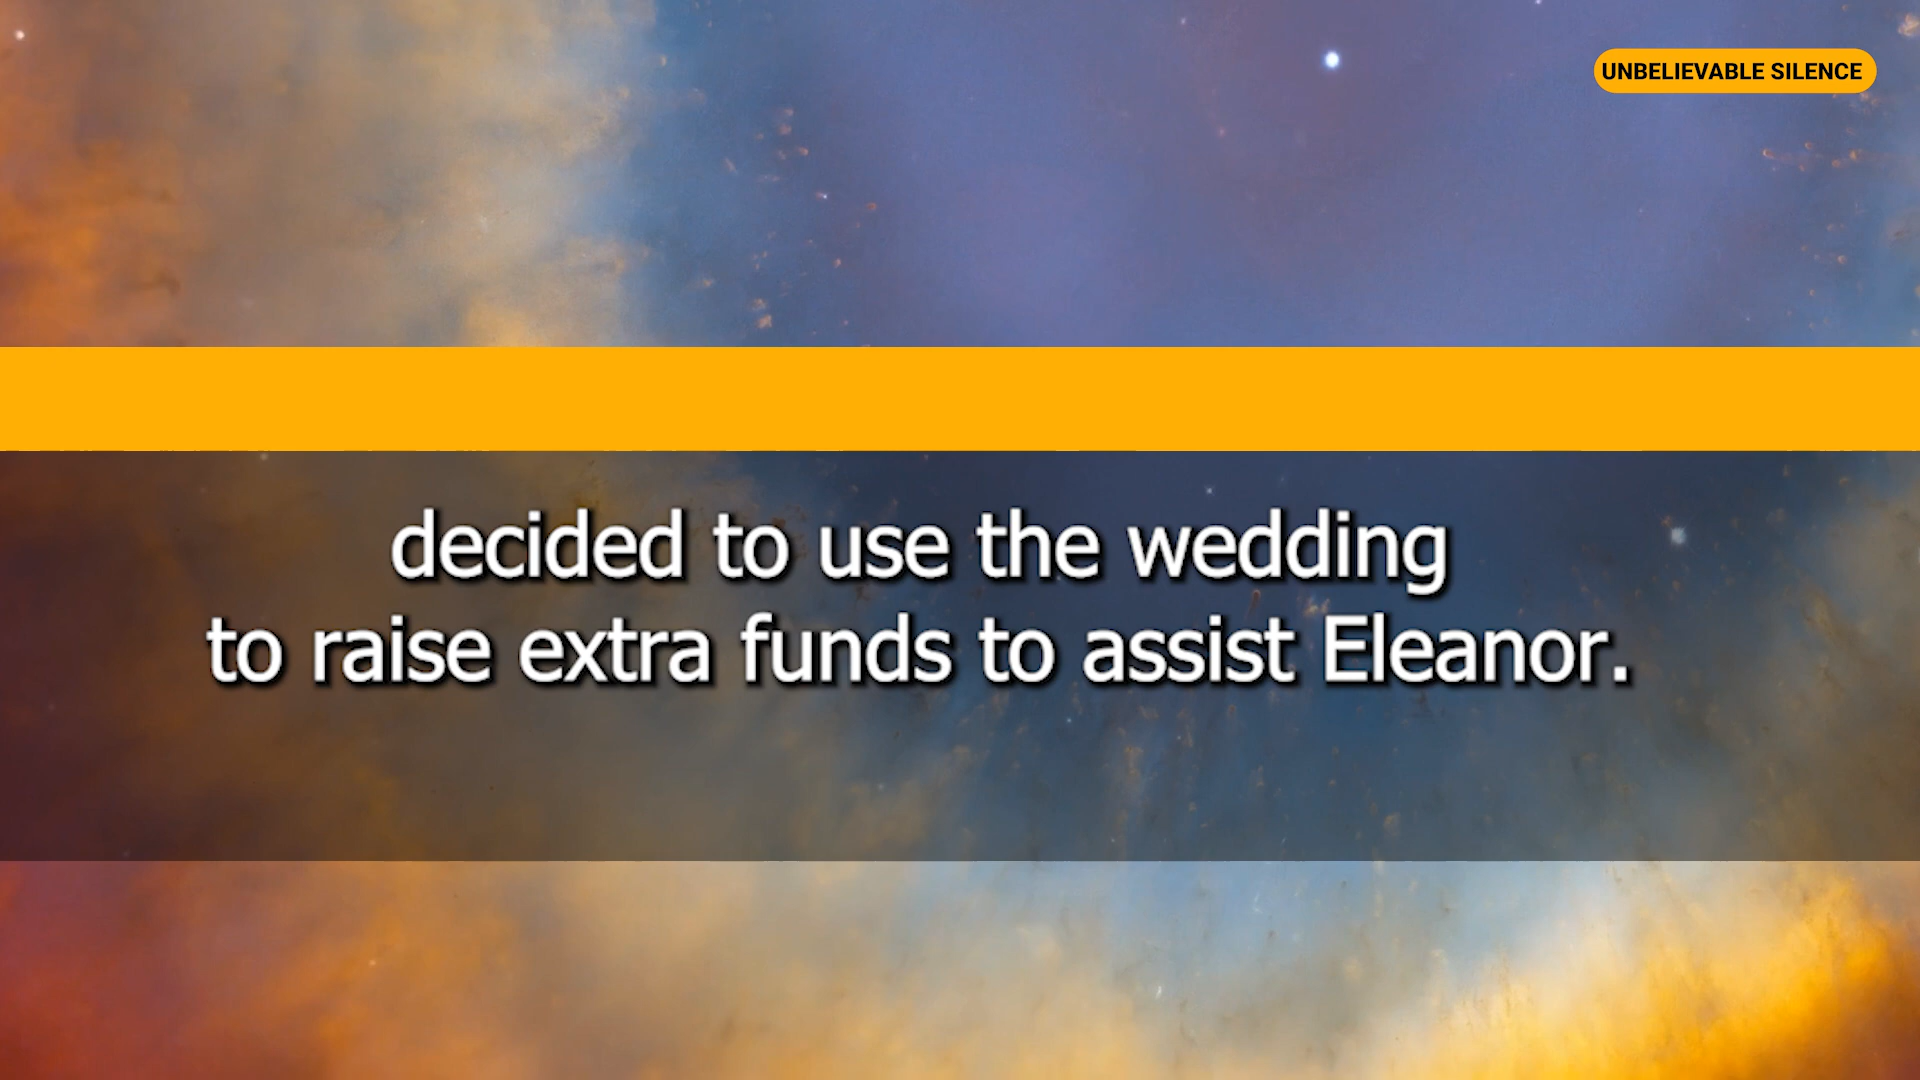 UNBELIEVABLE SILENCE
decided to use the wedding
to raise extra funds to assist Eleanor.